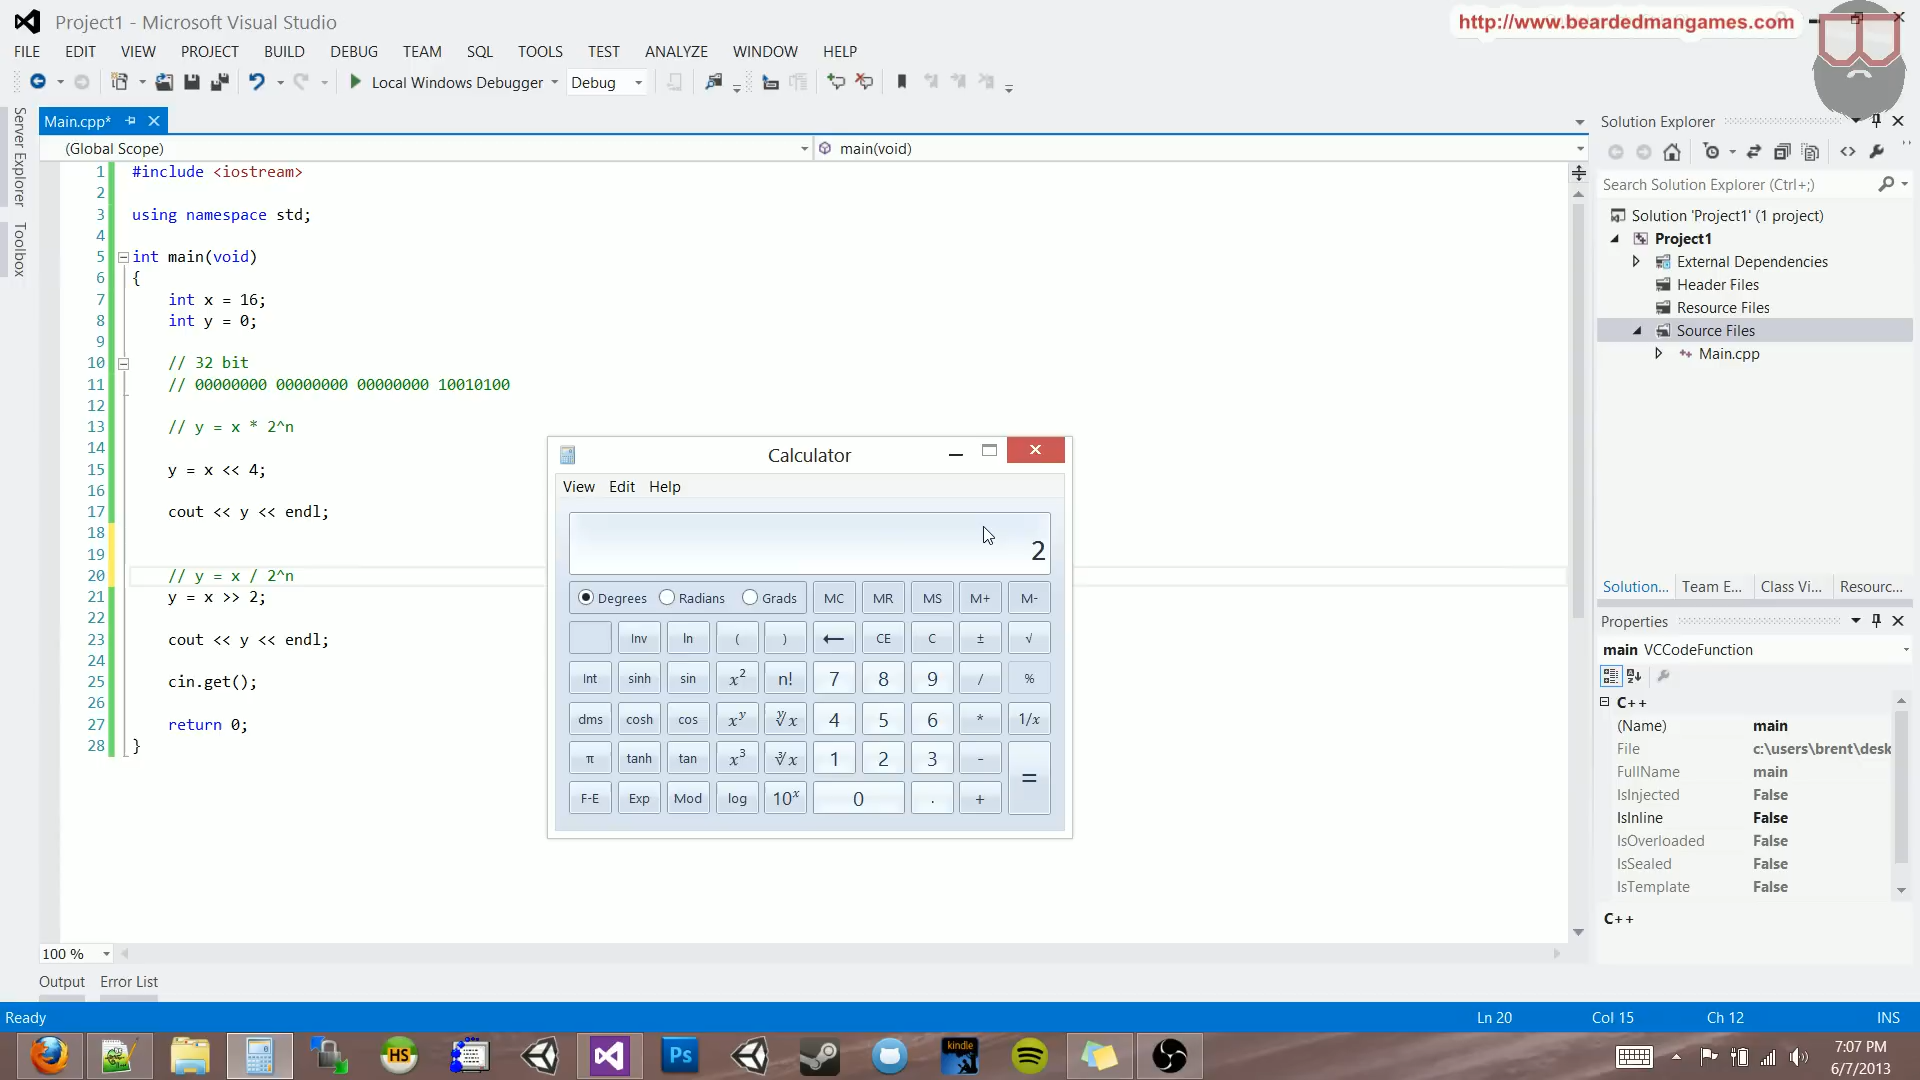 Project1 - Microsoft Visual Studio
http://www.beardedmangames.com
FILE EDIT VIEW PROJECT BUILD DEBUG TEAM SQL TOOLS TEST ANALYZE WINDOW HELP
Local Windows Debugger Debug
Server Explorer
Toolbox
Main.cpp*
(Global Scope) main(void)
1 #include <iostream>
2
3 using namespace std;
4
5 int main(void)
6 {
7 int x = 16;
8 int y = 0;
9
10 // 32 bit
11 // 00000000 00000000 00000000 10010100
12
13 // y = x * 2^n
14
15 y = x << 4;
16
17 cout << y << endl;
18
19
20 // y = x / 2^n
21 y = x >> 2;
22
23 cout << y << endl;
24
25 cin.get();
26
27 return 0;
28 }
100 %
Output Error List
Calculator
View Edit Help
2
Degrees Radians Grads MC MR MS M+ M-
Inv ln ( ) ← CE C ± √
Int sinh sin x² n! 7 8 9 / %
dms cosh cos xʸ ʸ√x 4 5 6 * 1/x
π tanh tan x³ ³√x 1 2 3 - =
F-E Exp Mod log 10ˣ 0 . +
Solution Explorer
Search Solution Explorer (Ctrl+;)
Solution 'Project1' (1 project)
Project1
External Dependencies
Header Files
Resource Files
Source Files
Main.cpp
Solution... Team E... Class Vi... Resourc...
Properties
main VCCodeFunction
C++
(Name) main
File c:\users\brent\desk
FullName main
IsInjected False
IsInline False
IsOverloaded False
IsSealed False
IsTemplate False
C++
Ready Ln 20 Col 15 Ch 12 INS
HS
Ps
kindle
7:07 PM
6/7/2013